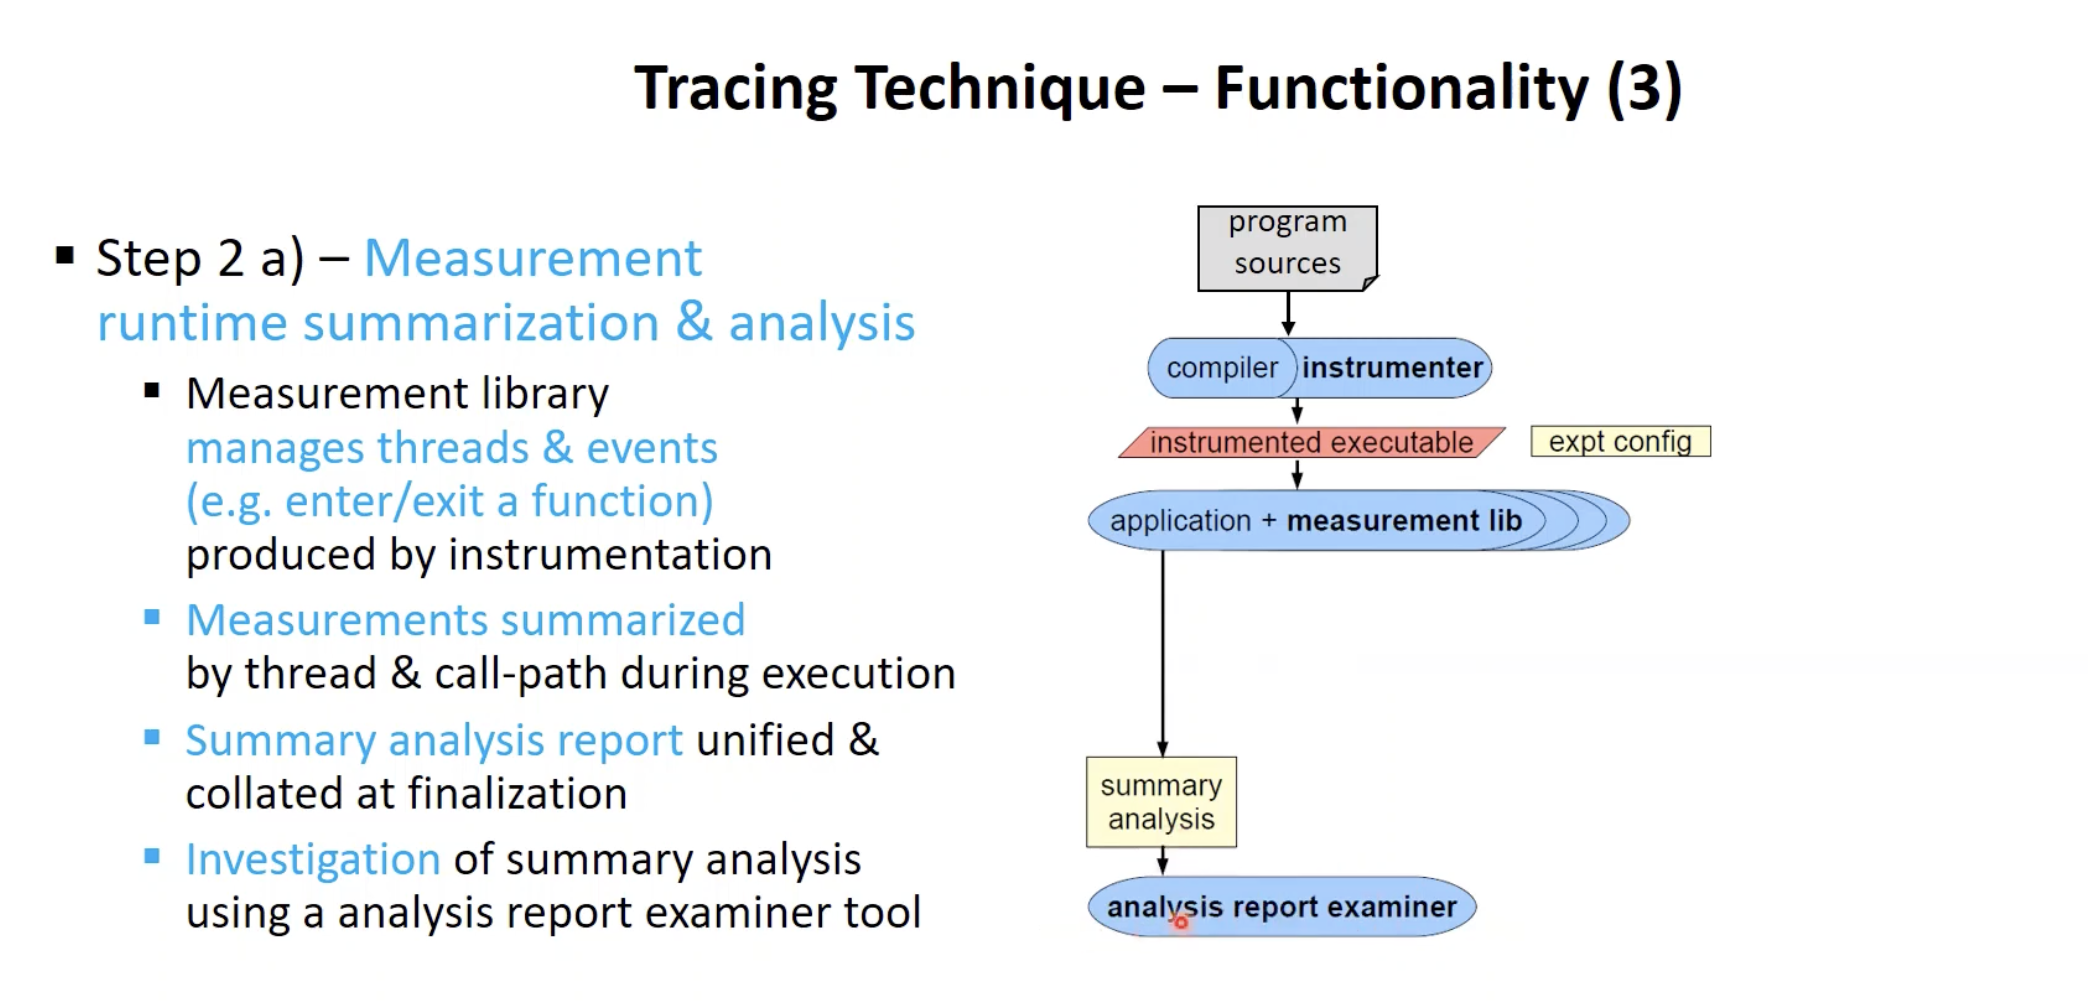 Tracing Technique – Functionality (3)
Step 2 a) – Measurement
runtime summarization & analysis
Measurement library
manages threads & events
(e.g. enter/exit a function)
produced by instrumentation
Measurements summarized
by thread & call-path during execution
Summary analysis report unified &
collated at finalization
Investigation of summary analysis
using a analysis report examiner tool
program
sources
compiler instrumenter
instrumented executable
expt config
application + measurement lib
summary
analysis
analysis report examiner